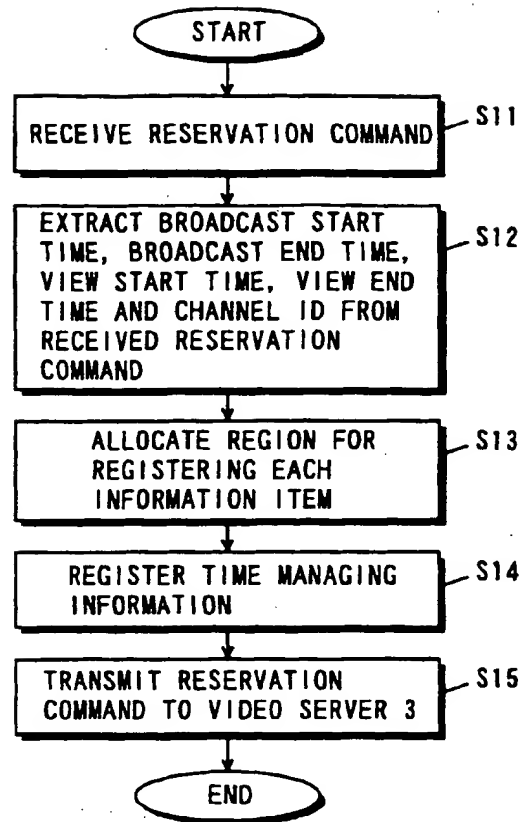 START
RECEIVE RESERVATION COMMAND
S11
EXTRACT BROADCAST START
TIME, BROADCAST END TIME,
VIEW START TIME, VIEW END
TIME AND CHANNEL ID FROM
RECEIVED RESERVATION
COMMAND
S12
ALLOCATE REGION FOR
REGISTERING EACH
INFORMATION ITEM
S13
REGISTER TIME MANAGING
INFORMATION
S14
TRANSMIT RESERVATION
COMMAND TO VIDEO SERVER 3
S15
END